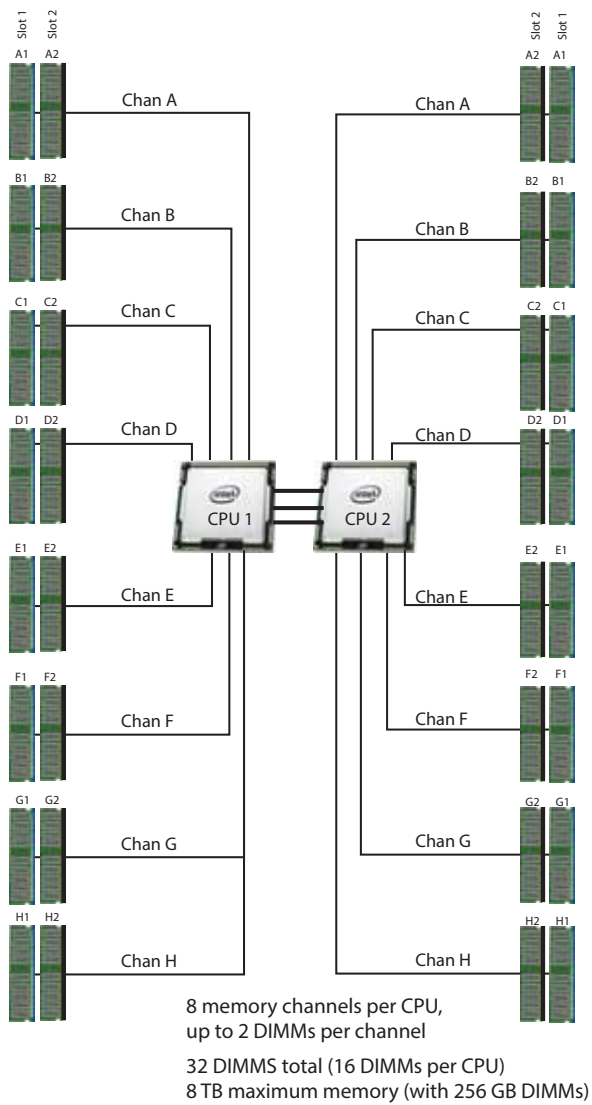 Slot 1 Slot 2 Slot 2 Slot 1
A1 A2 A2 A1
Chan A Chan A
B1 B2 B2 B1
Chan B Chan B
C1 C2 C2 C1
Chan C Chan C
D1 D2 D2 D1
Chan D Chan D
intel intel
CPU 1 CPU 2
E1 E2 E2 E1
Chan E Chan E
F1 F2 F2 F1
Chan F Chan F
G1 G2 G2 G1
Chan G Chan G
H1 H2 H2 H1
Chan H Chan H
8 memory channels per CPU,
up to 2 DIMMs per channel
32 DIMMS total (16 DIMMs per CPU)
8 TB maximum memory (with 256 GB DIMMs)